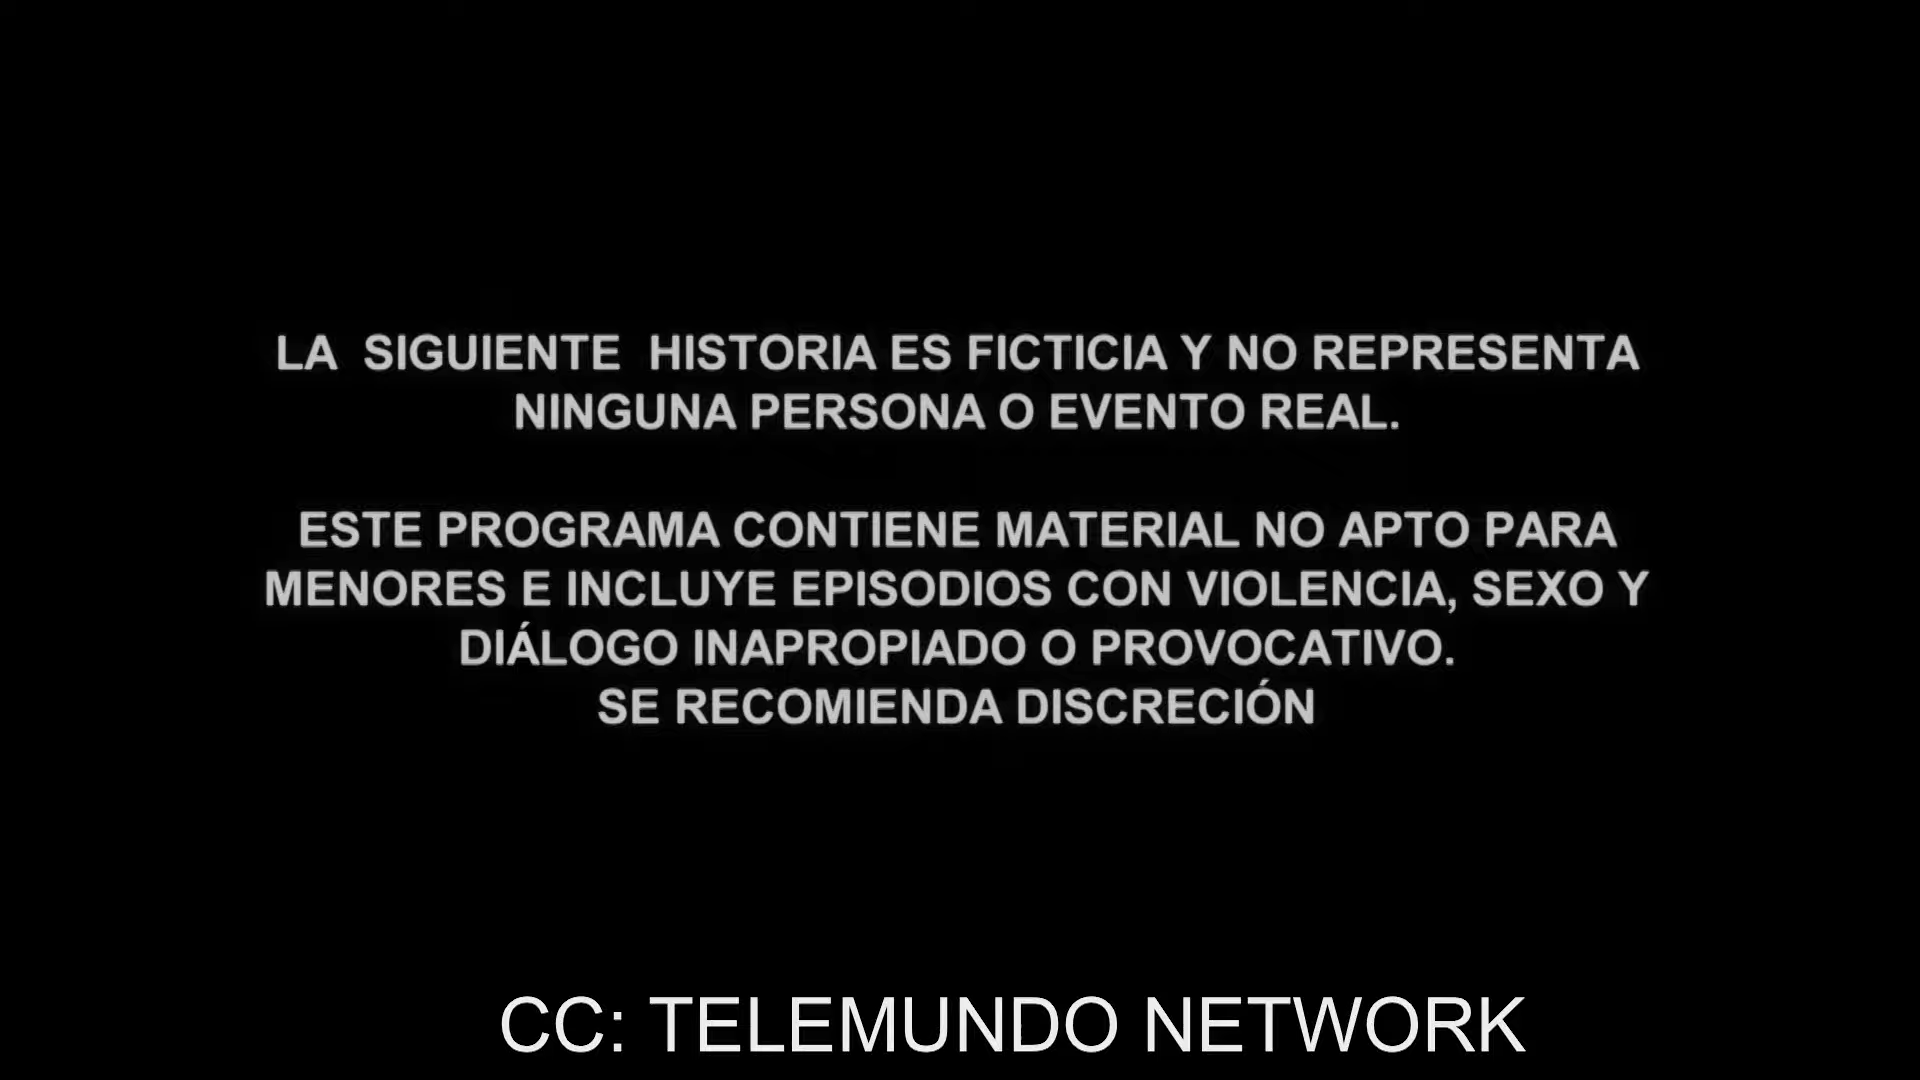 LA SIGUIENTE HISTORIA ES FICTICIA Y NO REPRESENTA
NINGUNA PERSONA O EVENTO REAL.
ESTE PROGRAMA CONTIENE MATERIAL NO APTO PARA
MENORES E INCLUYE EPISODIOS CON VIOLENCIA, SEXO Y
DIÁLOGO INAPROPIADO O PROVOCATIVO.
SE RECOMIENDA DISCRECIÓN
CC: TELEMUNDO NETWORK